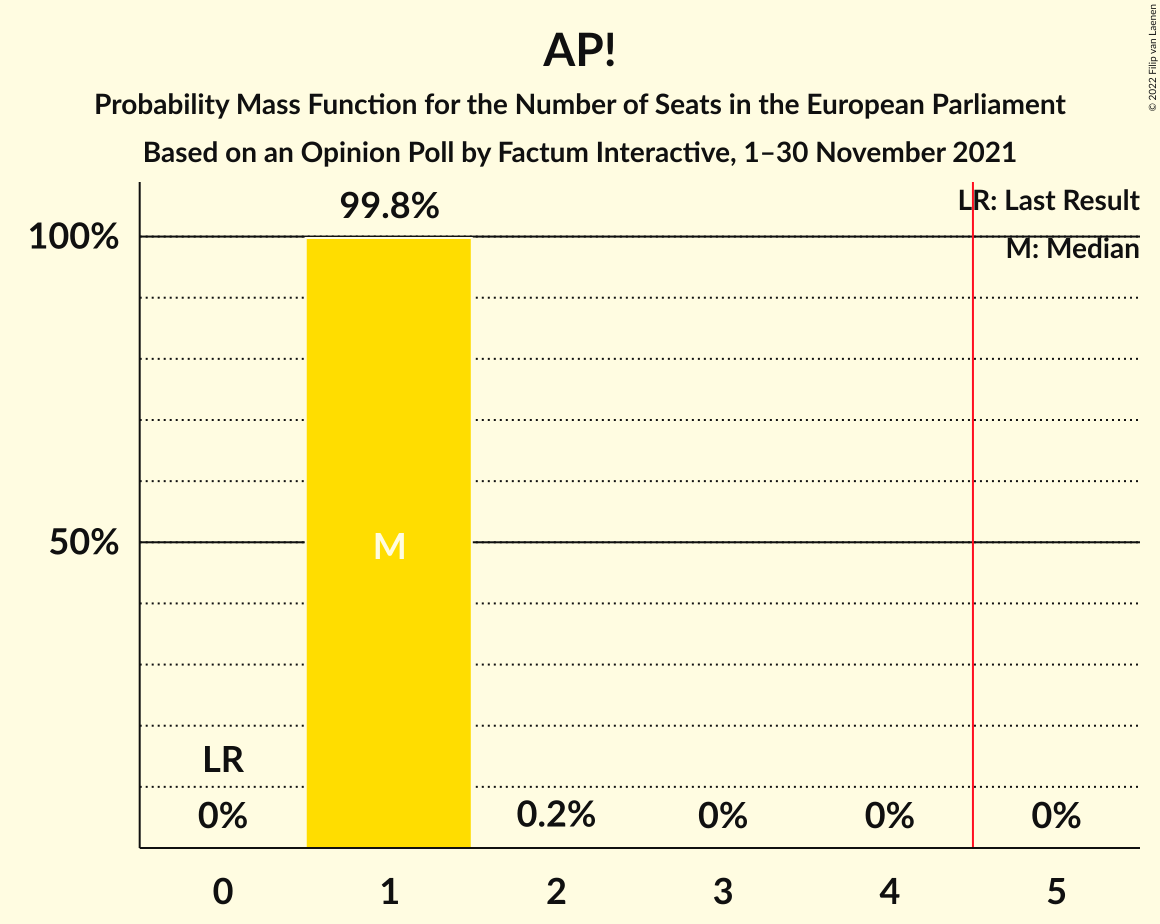 AP!
Probability Mass Function for the Number of Seats in the European Parliament
Based on an Opinion Poll by Factum Interactive, 1–30 November 2021
© 2022 Filip van Laenen
LR: Last Result
M: Median
99.8%
100%
50%
M
LR
0%
0.2%
0%
0%
0%
0
1
2
3
4
5